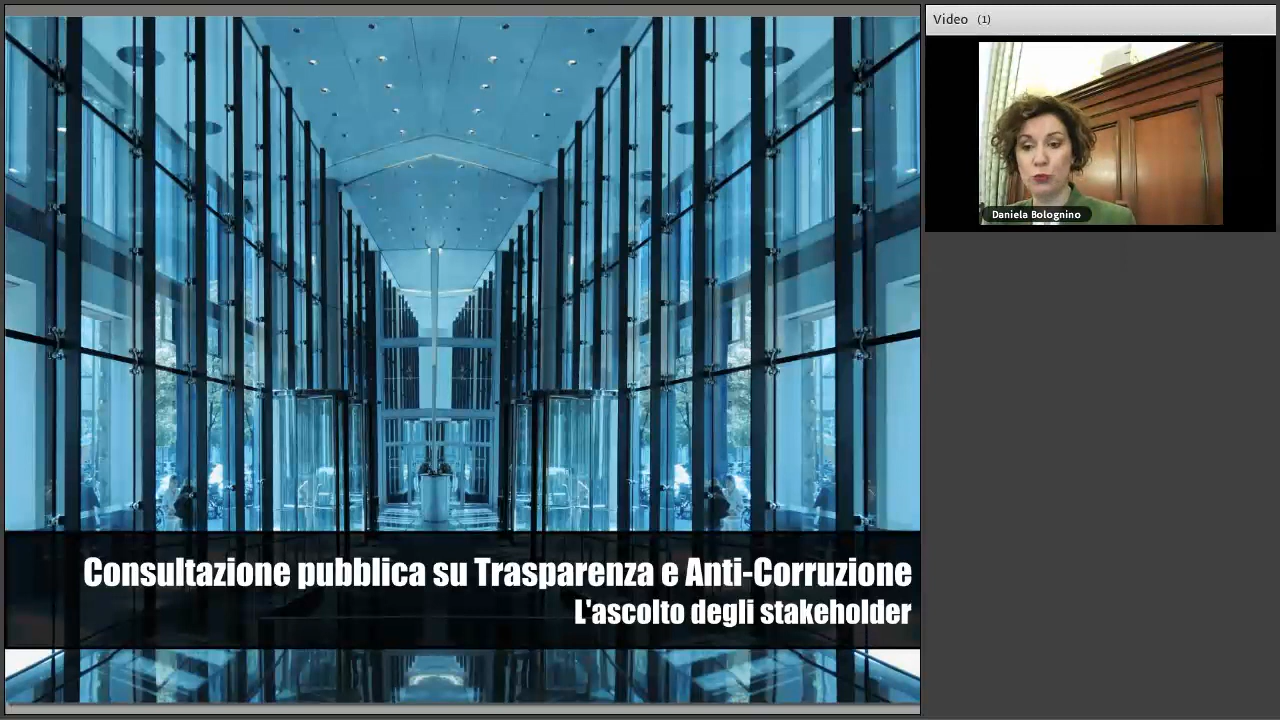 Video (1)
Daniela Bolognino
Consultazione pubblica su Trasparenza e Anti-Corruzione
L'ascolto degli stakeholder